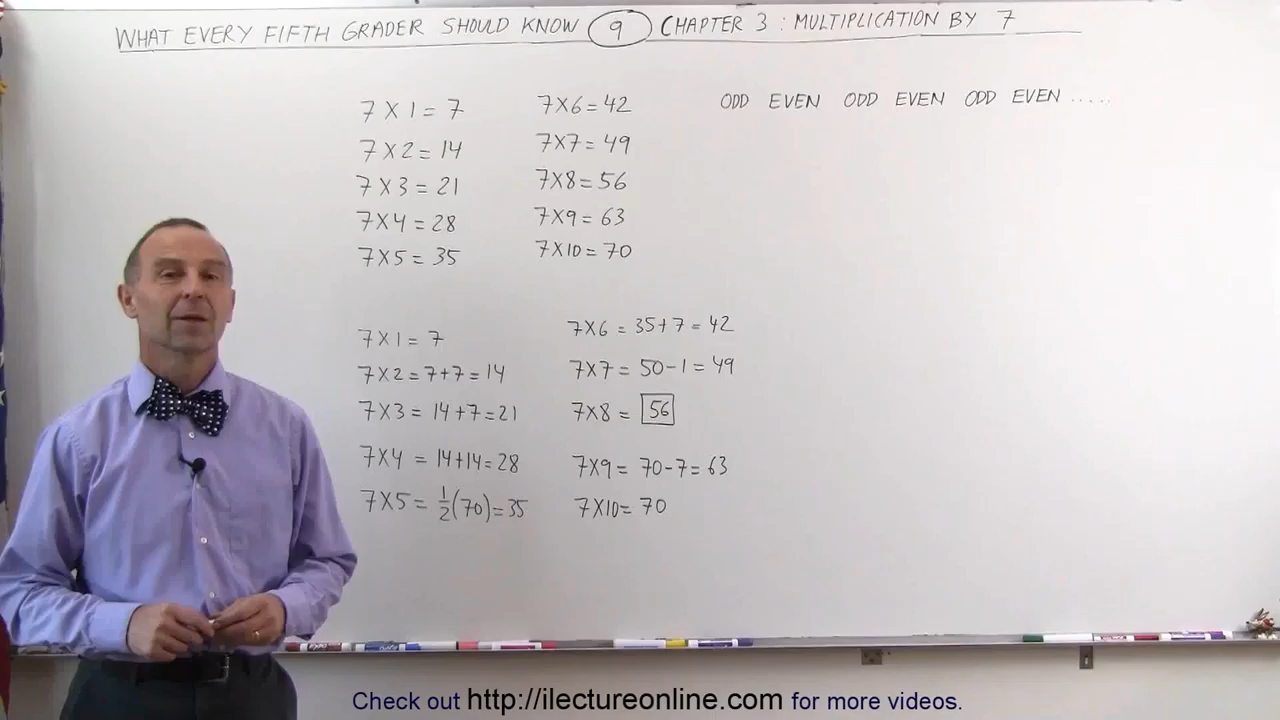 WHAT EVERY FIFTH GRADER SHOULD KNOW 9 CHAPTER 3 : MULTIPLICATION BY 7
ODD EVEN ODD EVEN ODD EVEN .....
7 X 1 = 7
7 X 2 = 14
7 X 3 = 21
7 X 4 = 28
7 X 5 = 35
7 X 6 = 42
7 X 7 = 49
7 X 8 = 56
7 X 9 = 63
7 X 10 = 70
7 X 1 = 7
7 X 2 = 7+7 = 14
7 X 3 = 14+7 = 21
7 X 4 = 14+14 = 28
7 X 5 = 1/2 (70) = 35
7 X 6 = 35+7 = 42
7 X 7 = 50-1 = 49
7 X 8 = 56
7 X 9 = 70-7 = 63
7 X 10 = 70
Check out http://ilectureonline.com for more videos.